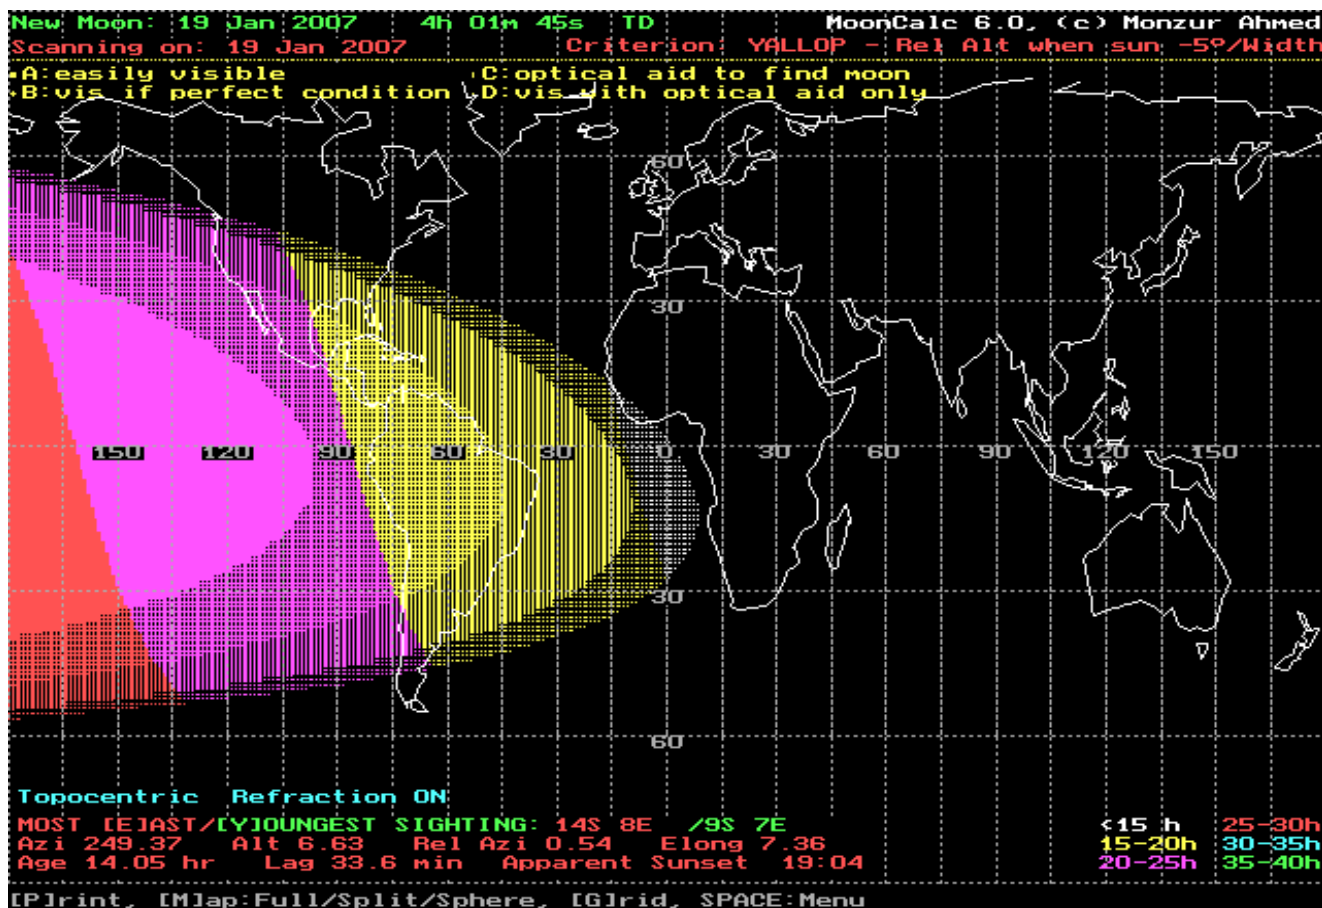 New Moon: 19 Jan 2007 4h 01m 45s TD MoonCalc 6.0, (c) Monzur Ahmed
Scanning on: 19 Jan 2007 Criterion: YALLOP - Rel Alt when sun -5º/Width
A:easily visible C:optical aid to find moon
B:vis if perfect condition D:vis with optical aid only
60
30
150 120 90 60 30 0 30 60 90 120 150
30
60
Topocentric Refraction ON
MOST [E]AST/[Y]OUNGEST SIGHTING: 14S 8E /9S 7E <15 h 25-30h
Azi 249.37 Alt 6.63 Rel Azi 0.54 Elong 7.36 15-20h 30-35h
Age 14.05 hr Lag 33.6 min Apparent Sunset 19:04 20-25h 35-40h
[P]rint, [M]ap:Full/Split/Sphere, [G]rid, SPACE:Menu